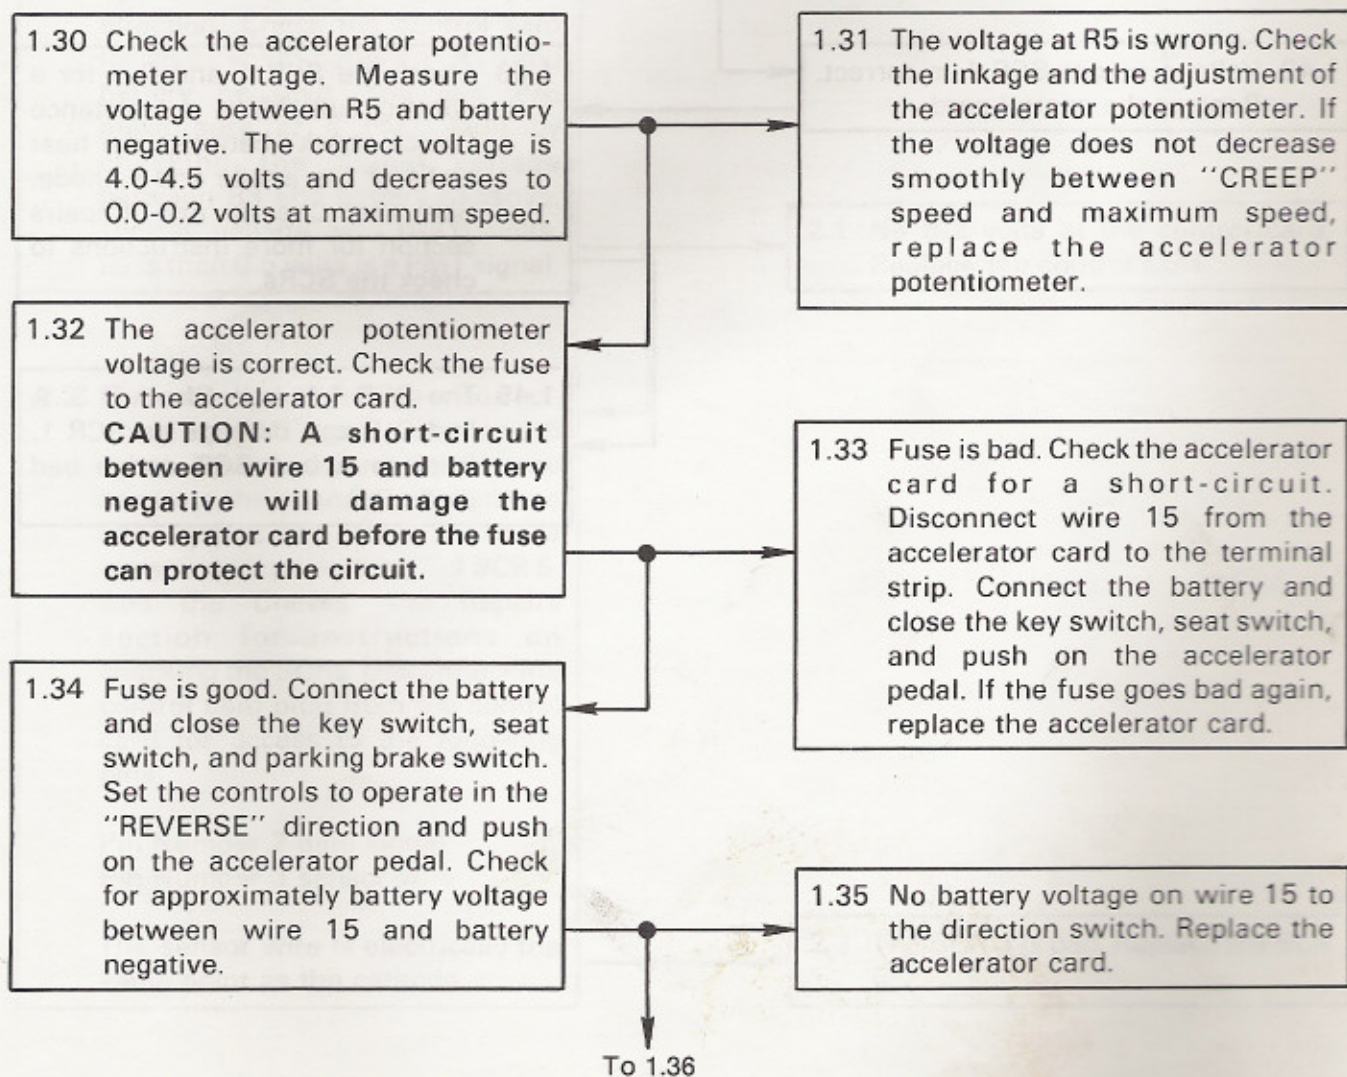 1.30 Check the accelerator potentio-
meter voltage. Measure the
voltage between R5 and battery
negative. The correct voltage is
4.0-4.5 volts and decreases to
0.0-0.2 volts at maximum speed.
1.31 The voltage at R5 is wrong. Check
the linkage and the adjustment of
the accelerator potentiometer. If
the voltage does not decrease
smoothly between "CREEP"
speed and maximum speed,
replace the accelerator
potentiometer.
1.32 The accelerator potentiometer
voltage is correct. Check the fuse
to the accelerator card.
CAUTION: A short-circuit
between wire 15 and battery
negative will damage the
accelerator card before the fuse
can protect the circuit.
1.33 Fuse is bad. Check the accelerator
card for a short-circuit.
Disconnect wire 15 from the
accelerator card to the terminal
strip. Connect the battery and
close the key switch, seat switch,
and push on the accelerator
pedal. If the fuse goes bad again,
replace the accelerator card.
1.34 Fuse is good. Connect the battery
and close the key switch, seat
switch, and parking brake switch.
Set the controls to operate in the
"REVERSE" direction and push
on the accelerator pedal. Check
for approximately battery voltage
between wire 15 and battery
negative.
1.35 No battery voltage on wire 15 to
the direction switch. Replace the
accelerator card.
To 1.36